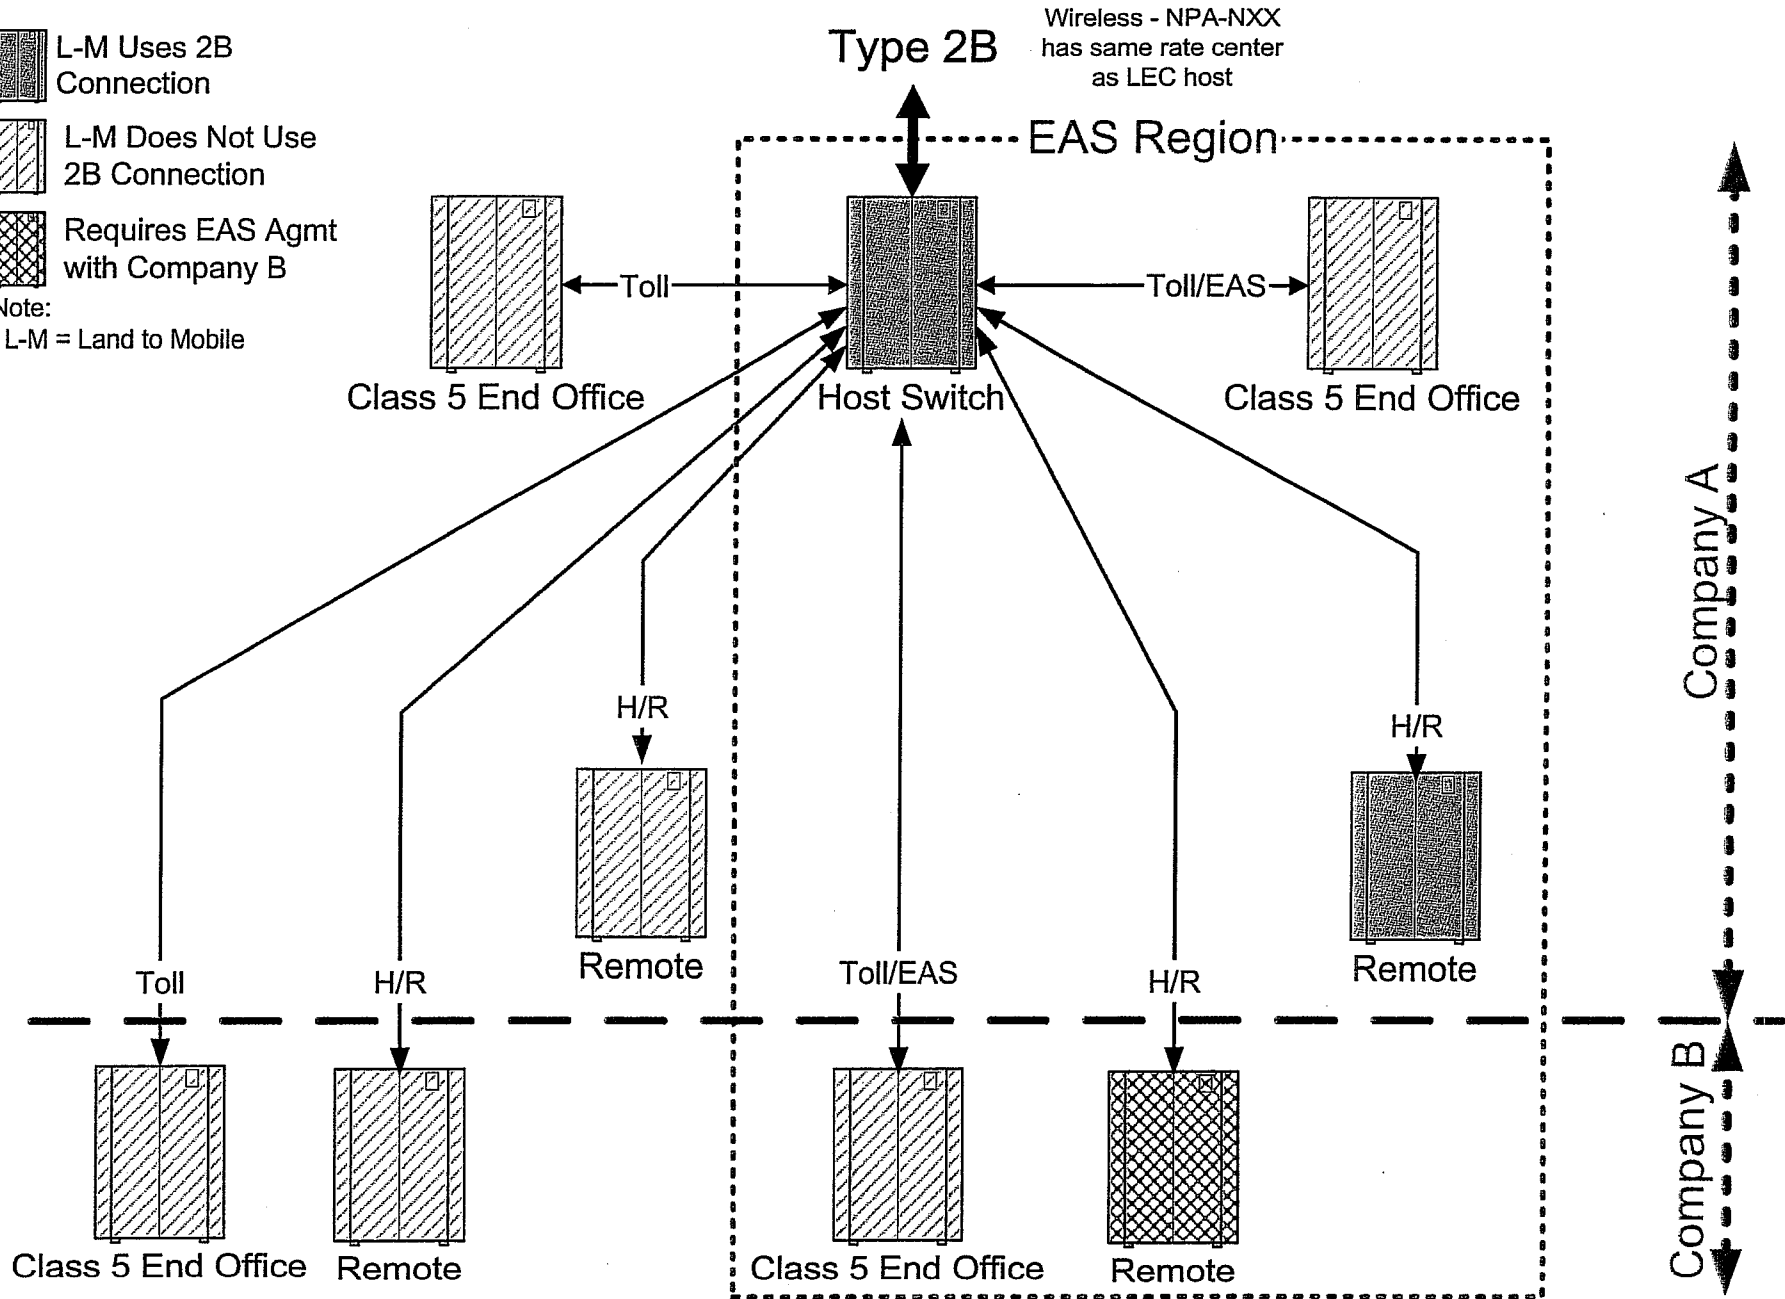 L-M Uses 2B
Connection
L-M Does Not Use
2B Connection
Requires EAS Agmt
with Company B
Note:
L-M = Land to Mobile
Type 2B
Wireless - NPA-NXX
has same rate center
as LEC host
EAS Region
Toll
Toll/EAS
Class 5 End Office
Host Switch
Class 5 End Office
Company A
H/R
H/R
Remote
Remote
Toll
H/R
Toll/EAS
H/R
Company B
Class 5 End Office
Remote
Class 5 End Office
Remote